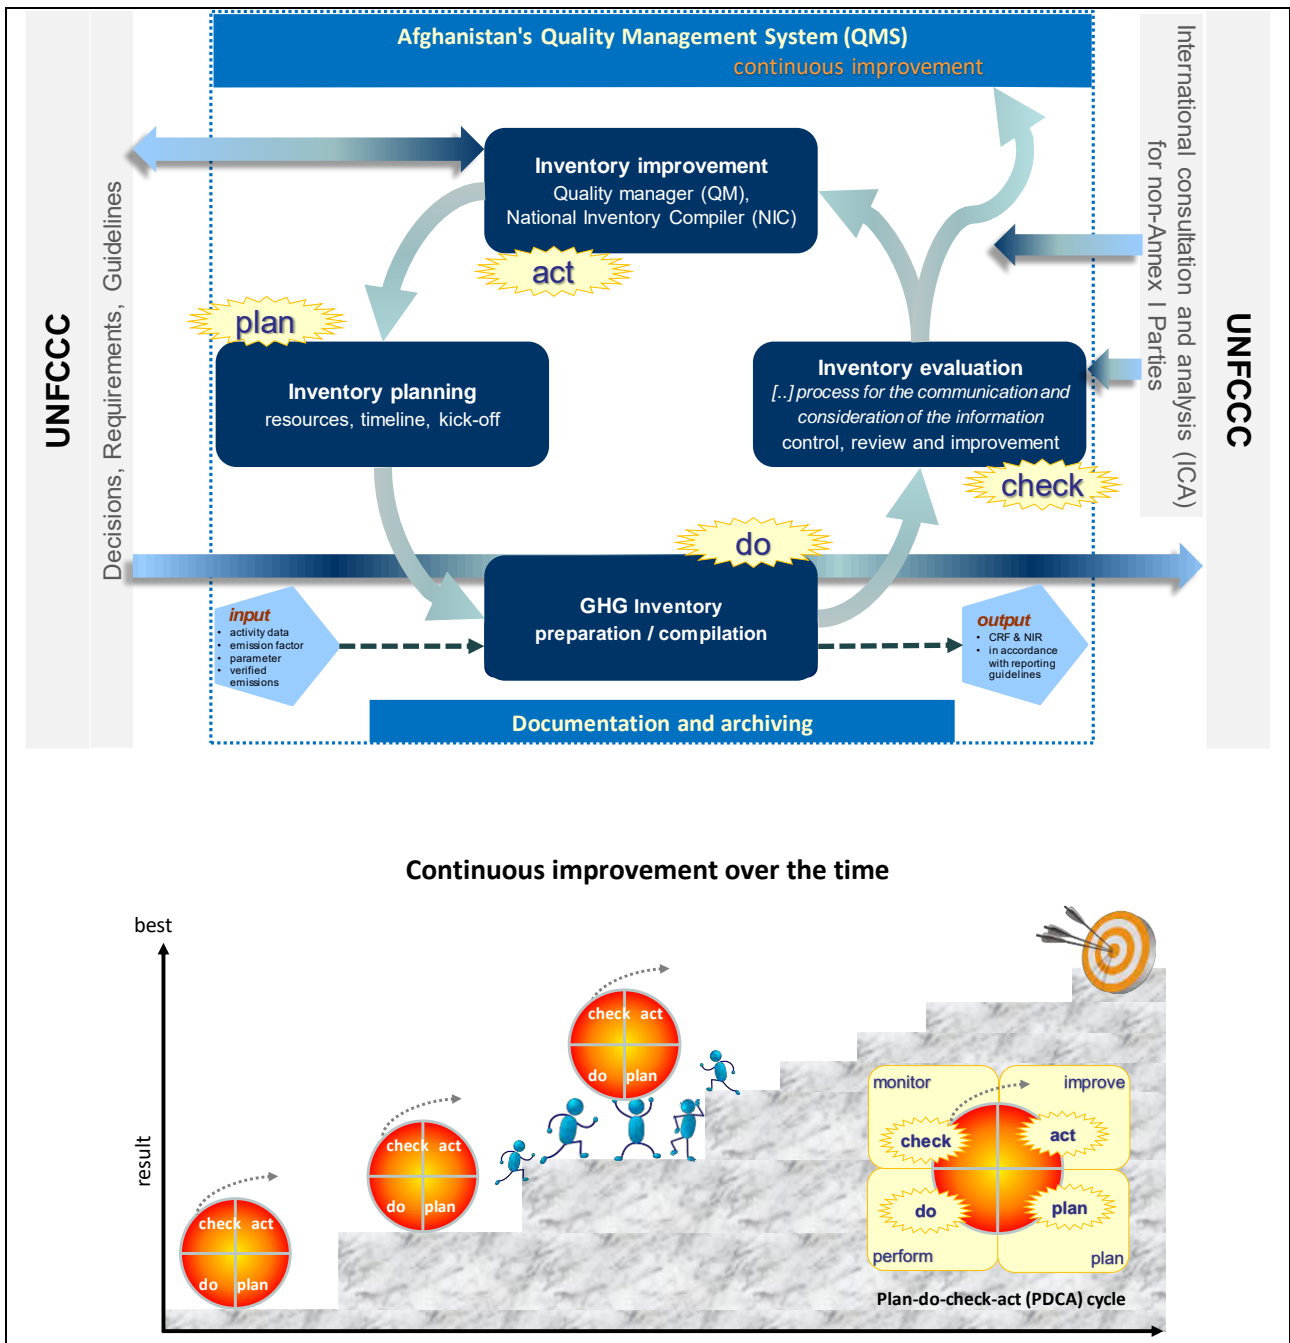 Afghanistan's Quality Management System (QMS)
continuous improvement
UNFCCC
Decisions, Requirements, Guidelines
International consultation and analysis (ICA)
for non-Annex I Parties
UNFCCC
Inventory improvement
Quality manager (QM),
National Inventory Compiler (NIC)
act
plan
Inventory planning
resources, timeline, kick-off
Inventory evaluation
[..] process for the communication and
consideration of the information
control, review and improvement
check
do
GHG Inventory
preparation / compilation
input
• activity data
• emission factor
• parameter
• verified
emissions
output
• CRF & NIR
• in accordance
with reporting
guidelines
Documentation and archiving
Continuous improvement over the time
best
result
check act
do plan
check act
do plan
check act
do plan
monitor improve
check act
do plan
perform plan
Plan-do-check-act (PDCA) cycle